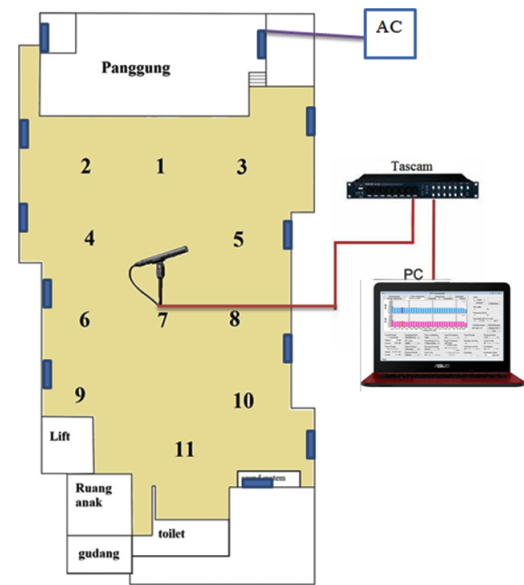 AC
Panggung
2 1 3
Tascam
4 5
PC
6 7 8
ASUS
9 10
Lift
11
Ruang
anak
toilet
gudang